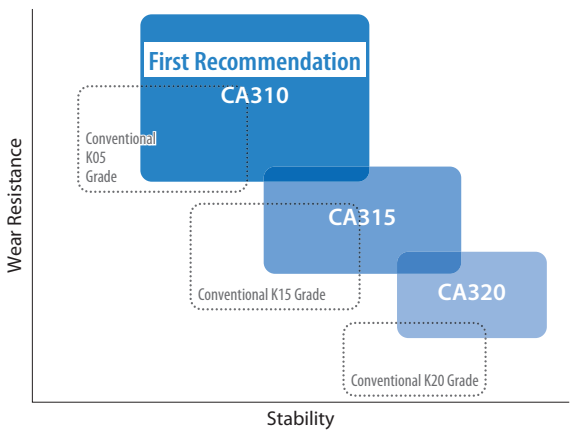 First Recommendation
CA310
Conventional
K05
Grade
CA315
Conventional K15 Grade
CA320
Conventional K20 Grade
Wear Resistance
Stability